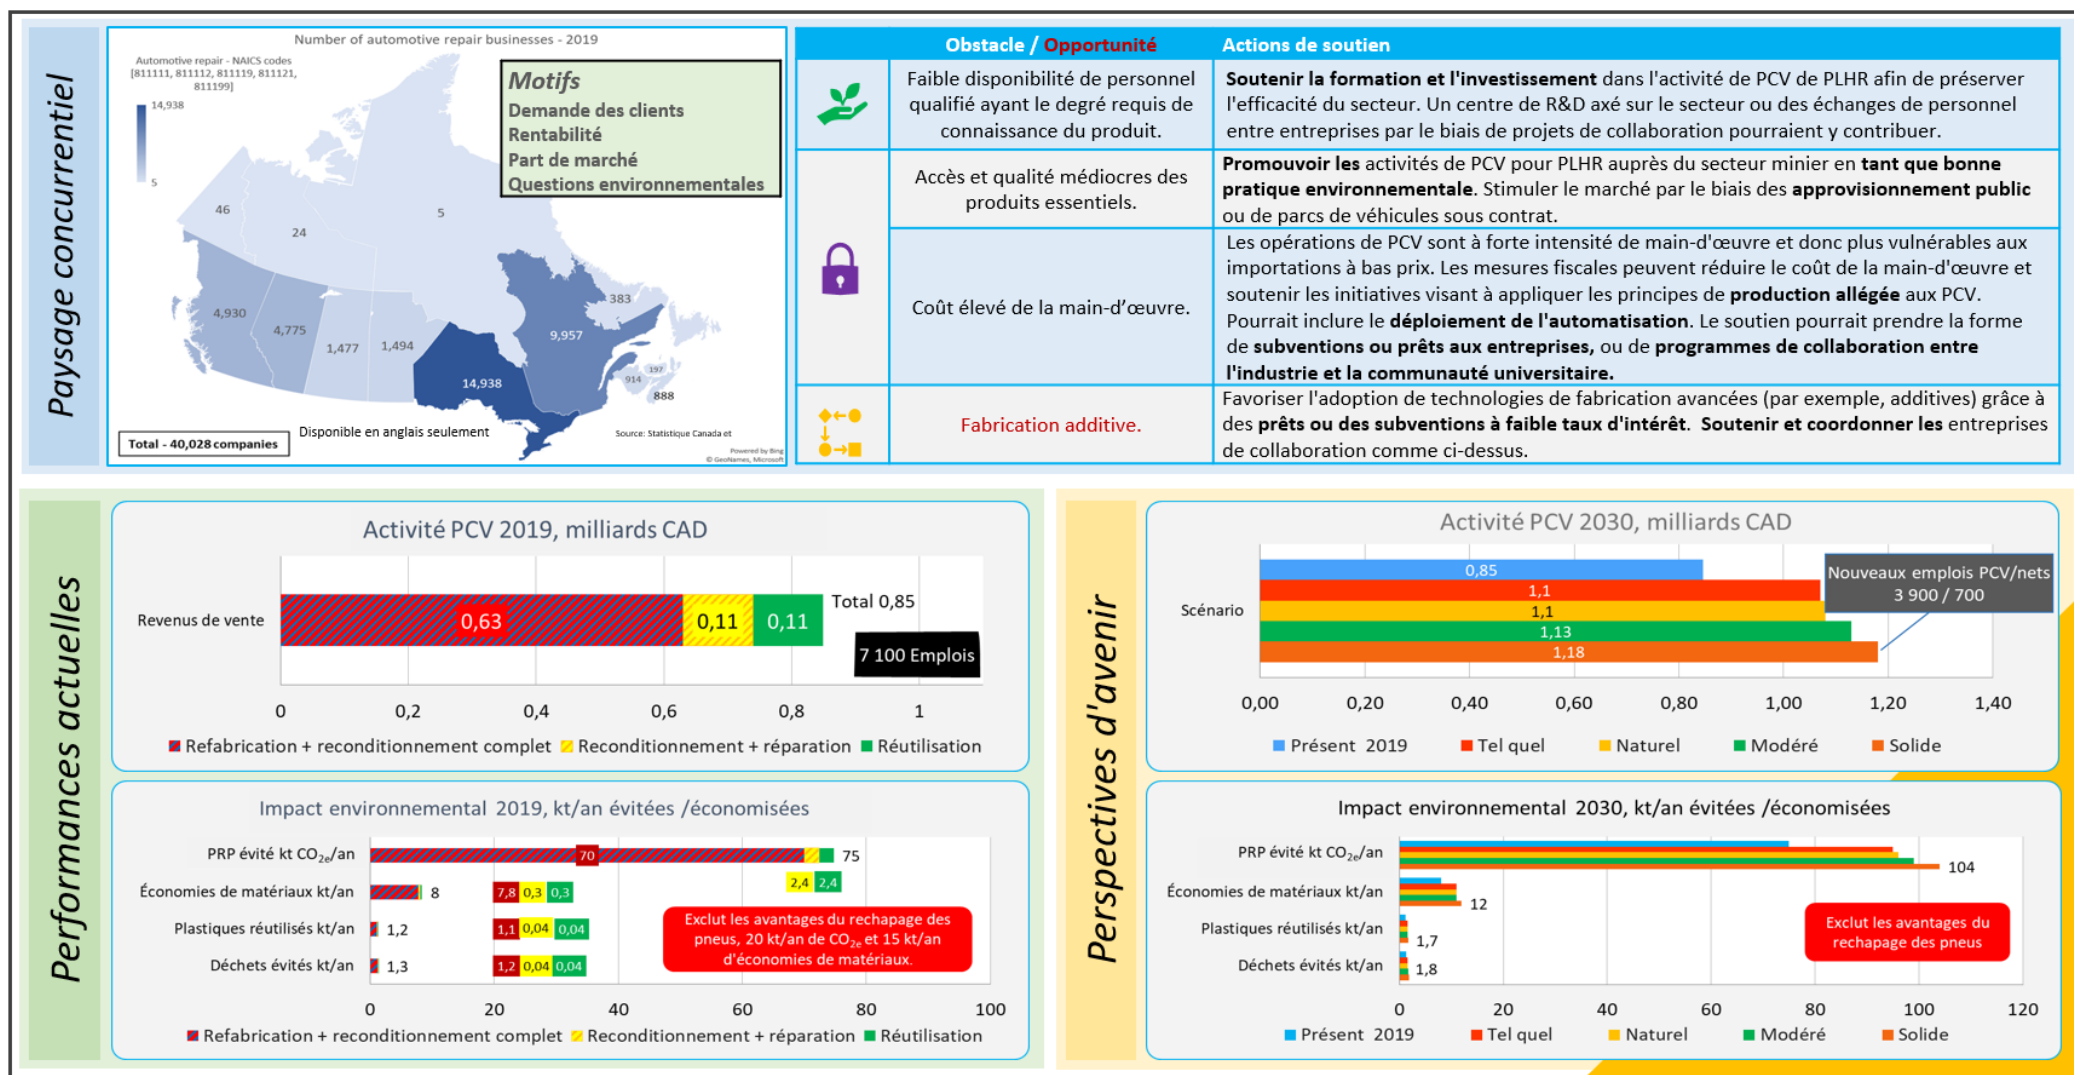 Paysage concurrentiel
Number of automotive repair businesses - 2019
Automotive repair - NAICS codes
[811111, 811112, 811119, 811121,
811199]
14,938
5
Motifs
Demande des clients
Rentabilité
Part de marché
Questions environnementales
46
24
5
4,930
4,775
1,477
1,494
14,938
9,957
383
197
914
888
Total - 40,028 companies
Disponible en anglais seulement
Source: Statistique Canada et
Powered by Bing
© GeoNames, Microsoft
Obstacle / Opportunité
Actions de soutien
Faible disponibilité de personnel
qualifié ayant le degré requis de
connaissance du produit.
Soutenir la formation et l'investissement dans l'activité de PCV de PLHR afin de préserver
l'efficacité du secteur. Un centre de R&D axé sur le secteur ou des échanges de personnel
entre entreprises par le biais de projets de collaboration pourraient y contribuer.
Accès et qualité médiocres des
produits essentiels.
Promouvoir les activités de PCV pour PLHR auprès du secteur minier en tant que bonne
pratique environnementale. Stimuler le marché par le biais des approvisionnement public
ou de parcs de véhicules sous contrat.
Coût élevé de la main-d’œuvre.
Les opérations de PCV sont à forte intensité de main-d'œuvre et donc plus vulnérables aux
importations à bas prix. Les mesures fiscales peuvent réduire le coût de la main-d'œuvre et
soutenir les initiatives visant à appliquer les principes de production allégée aux PCV.
Pourrait inclure le déploiement de l'automatisation. Le soutien pourrait prendre la forme
de subventions ou prêts aux entreprises, ou de programmes de collaboration entre
l'industrie et la communauté universitaire.
Fabrication additive.
Favoriser l'adoption de technologies de fabrication avancées (par exemple, additives) grâce à
des prêts ou des subventions à faible taux d'intérêt. Soutenir et coordonner les entreprises
de collaboration comme ci-dessus.
Performances actuelles
Activité PCV 2019, milliards CAD
Revenus de vente
0,63
0,11
0,11
Total 0,85
7 100 Emplois
0 0,2 0,4 0,6 0,8 1
Refabrication + reconditionnement complet Reconditionnement + réparation Réutilisation
Impact environnemental 2019, kt/an évitées /économisées
PRP évité kt CO2e/an
70
75
2,4 2,4
Économies de matériaux kt/an
8
7,8 0,3 0,3
Plastiques réutilisés kt/an
1,2
1,1 0,04 0,04
Déchets évités kt/an
1,3
1,2 0,04 0,04
Exclut les avantages du rechapage des
pneus, 20 kt/an de CO2e et 15 kt/an
d'économies de matériaux.
0 20 40 60 80 100
Refabrication + reconditionnement complet Reconditionnement + réparation Réutilisation
Perspectives d'avenir
Activité PCV 2030, milliards CAD
Scénario
0,85
1,1
1,1
1,13
1,18
Nouveaux emplois PCV/nets
3 900 / 700
0,00 0,20 0,40 0,60 0,80 1,00 1,20 1,40
Présent 2019 Tel quel Naturel Modéré Solide
Impact environnemental 2030, kt/an évitées /économisées
PRP évité kt CO2e/an
104
Économies de matériaux kt/an
12
Plastiques réutilisés kt/an
1,7
Déchets évités kt/an
1,8
Exclut les avantages du
rechapage des pneus
0 20 40 60 80 100 120
Présent 2019 Tel quel Naturel Modéré Solide